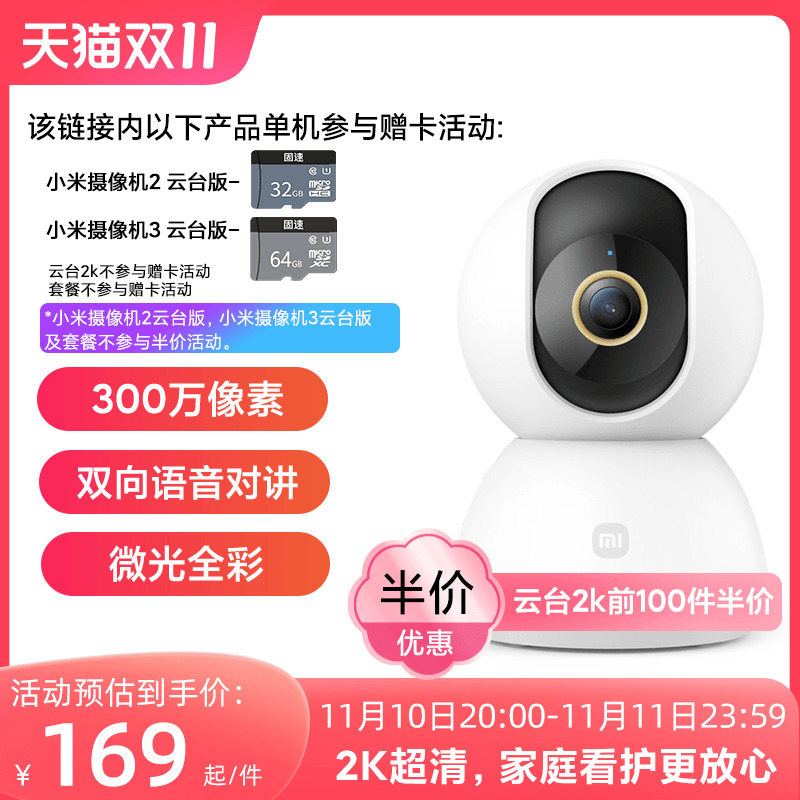 天猫双11
该链接内以下产品单机参与赠卡活动:
小米摄像机2 云台版-
固速
32GB
micro SD HC
小米摄像机3 云台版-
固速
64GB
micro SD XC
云台2k不参与赠卡活动
套餐不参与赠卡活动
*小米摄像机2云台版，小米摄像机3云台版
及套餐不参与半价活动。
300万像素
双向语音对讲
微光全彩
mi
半价
优惠
云台2k前100件半价
活动预估到手价：
¥169起/件
11月10日20:00-11月11日23:59
2K超清，家庭看护更放心